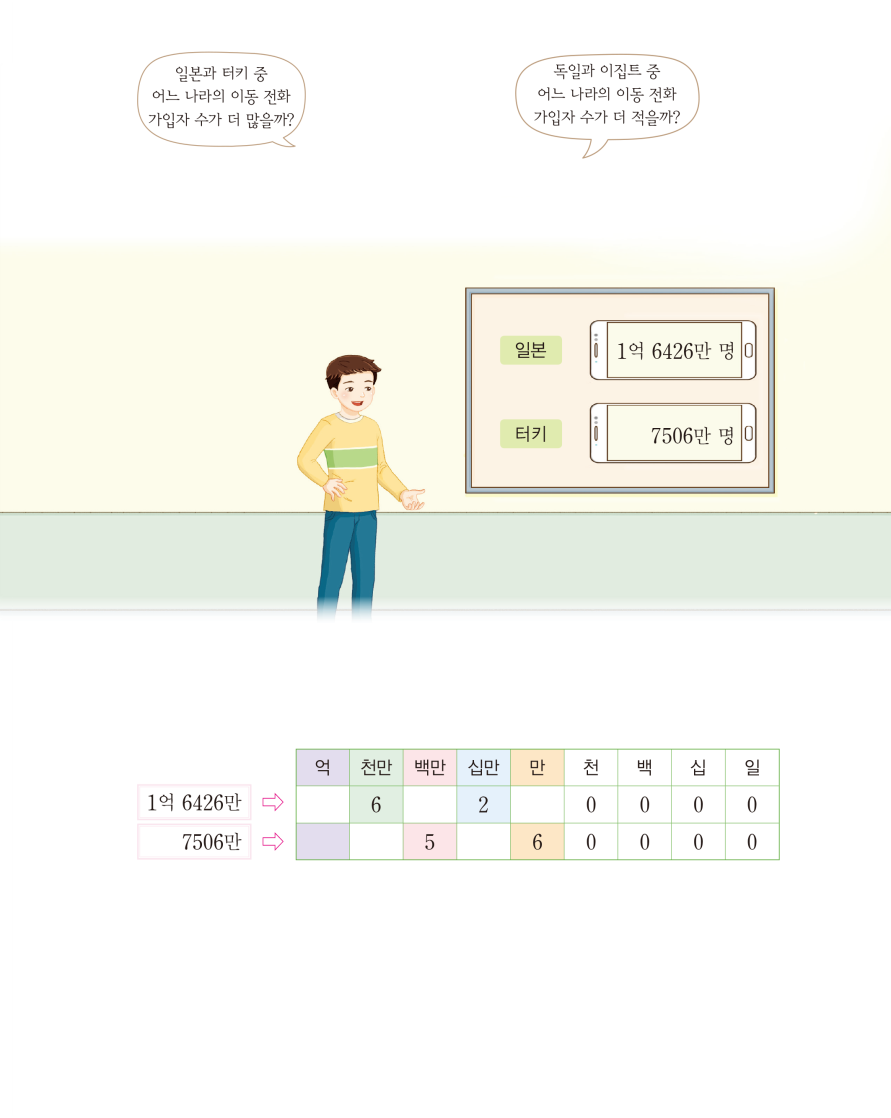 일본과 터키 중
어느 나라의 이동 전화
가입자 수가 더 많을까?
독일과 이집트 중
어느 나라의 이동 전화
가입자 수가 더 적을까?
일본 1억 6426만 명
터키 7506만 명
억 천만 백만 십만 만 천 백 십 일
1억 6426만 6 2 0 0 0 0
7506만 5 6 0 0 0 0